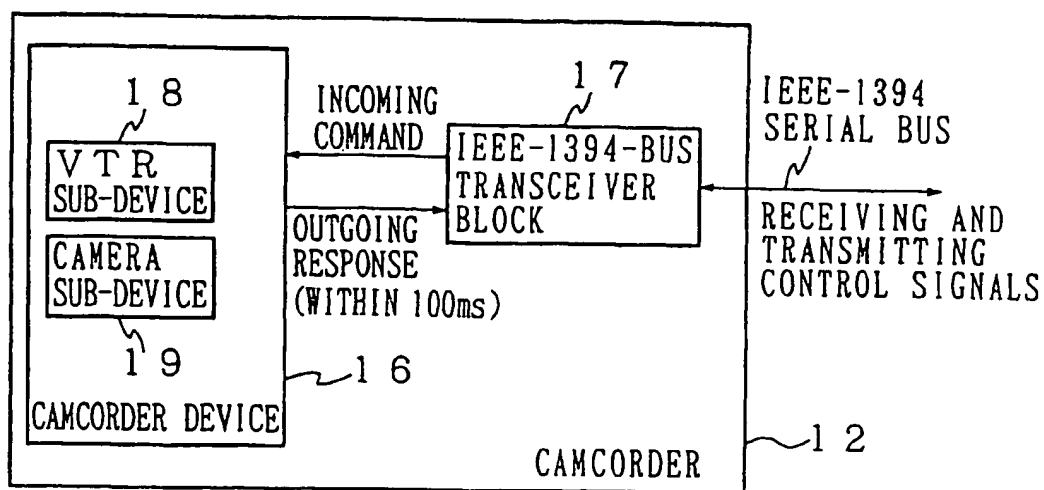 18
VTR
SUB-DEVICE
CAMERA
SUB-DEVICE
19
CAMCORDER DEVICE
16
INCOMING
COMMAND
OUTGOING
RESPONSE
(WITHIN 100ms)
17
IEEE-1394-BUS
TRANSCEIVER
BLOCK
IEEE-1394
SERIAL BUS
RECEIVING AND
TRANSMITTING
CONTROL SIGNALS
12
CAMCORDER